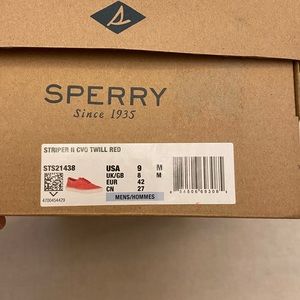 SPERRY
Since 1935
STRIPER II CVO TWILL RED
STS21438
USA 9 M
UK/GB 8 M
EUR 42
CN 27
MENS/HOMMES
4700454429